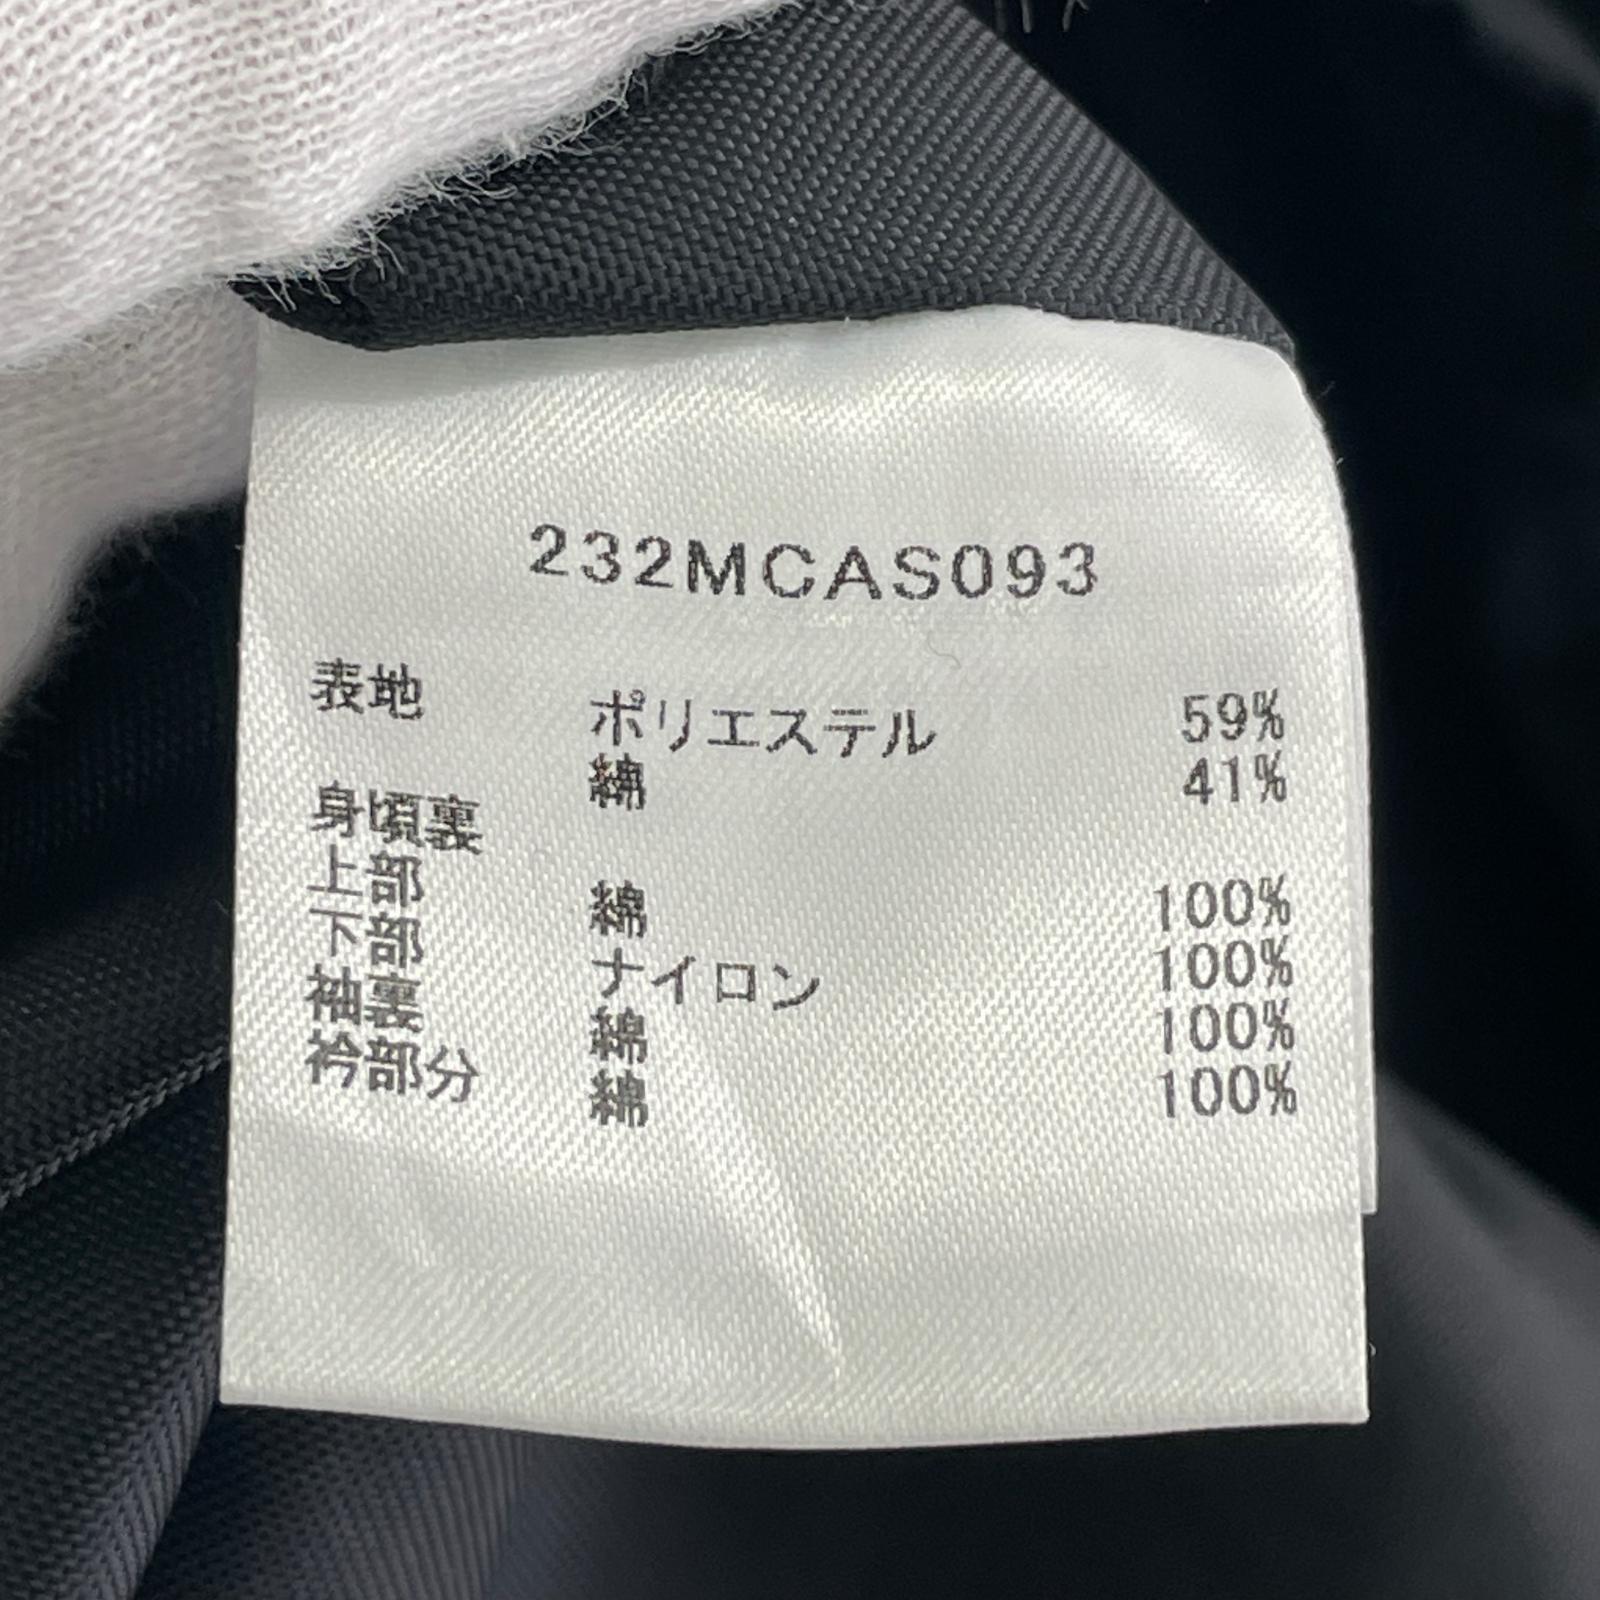 232MCAS093
表地 ポリエステル 59%
綿 41%
身頃裏
上部 綿 100%
下部 ナイロン 100%
袖裏 綿 100%
衿部分 綿 100%